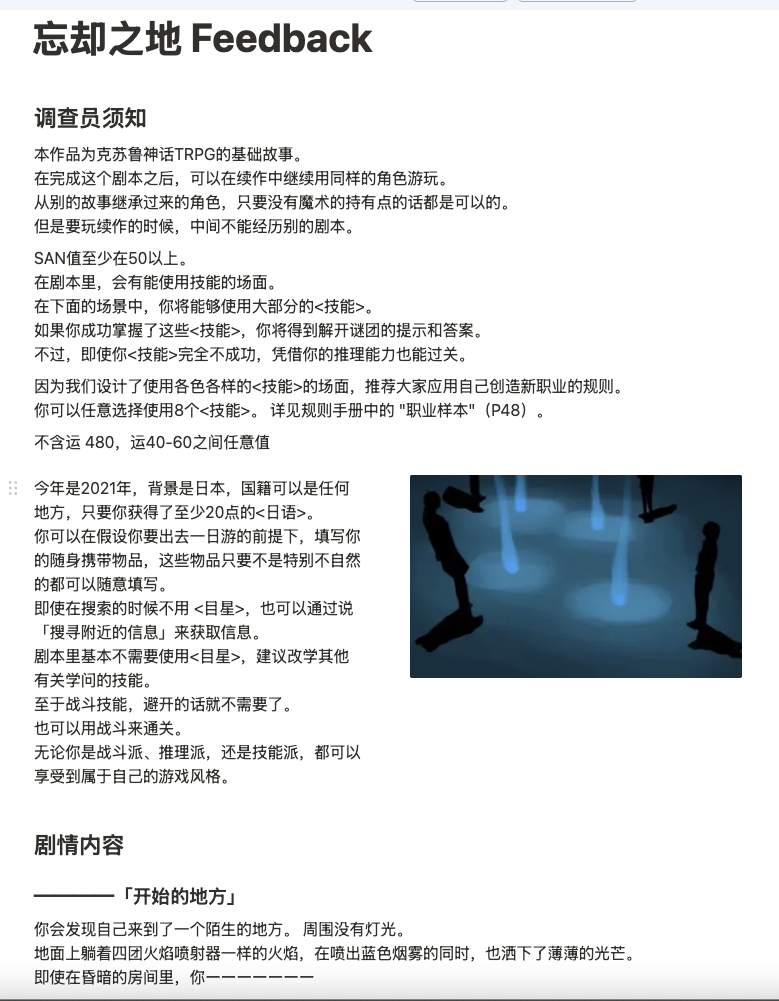 忘却之地 Feedback
调查员须知
本作品为克苏鲁神话TRPG的基础故事。
在完成这个剧本之后，可以在续作中继续用同样的角色游玩。
从别的故事继承过来的角色，只要没有魔术的持有点的话都是可以的。
但是要玩续作的时候，中间不能经历别的剧本。
SAN值至少在50以上。
在剧本里，会有能使用技能的场面。
在下面的场景中，你将能够使用大部分的<技能>。
如果你成功掌握了这些<技能>，你将得到解开谜团的提示和答案。
不过，即使你<技能>完全不成功，凭借你的推理能力也能过关。
因为我们设计了使用各色各样的<技能>的场面，推荐大家应用自己创造新职业的规则。
你可以任意选择使用8个<技能>。 详见规则手册中的 "职业样本"（P48）。
不含运 480，运40-60之间任意值
今年是2021年，背景是日本，国籍可以是任何
地方，只要你获得了至少20点的<日语>。
你可以在假设你要出去一日游的前提下，填写你
的随身携带物品，这些物品只要不是特别不自然
的都可以随意填写。
即使在搜索的时候不用 <目星>，也可以通过说
「搜寻附近的信息」来获取信息。
剧本里基本不需要使用<目星>，建议改学其他
有关学问的技能。
至于战斗技能，避开的话就不需要了。
也可以用战斗来通关。
无论你是战斗派、推理派，还是技能派，都可以
享受到属于自己的游戏风格。
剧情内容
————「开始的地方」
你会发现自己来到了一个陌生的地方。 周围没有灯光。
地面上躺着四团火焰喷射器一样的火焰，在喷出蓝色烟雾的同时，也洒下了薄薄的光芒。
即使在昏暗的房间里，你ーーーーーーー